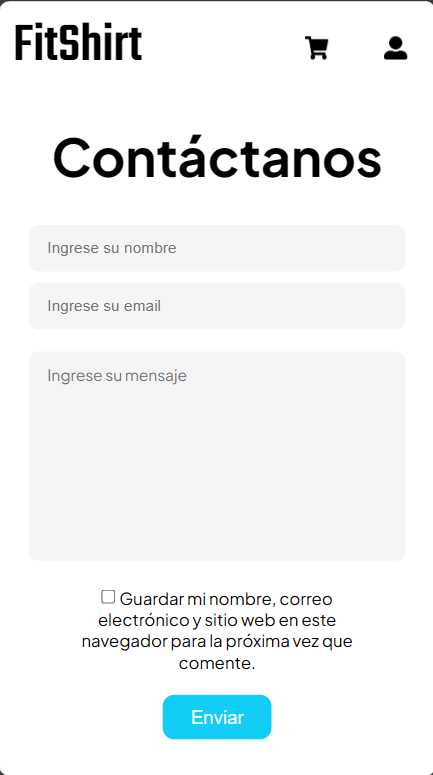 FitShirt
Contáctanos
Ingrese su nombre
Ingrese su email
Ingrese su mensaje
Guardar mi nombre, correo
electrónico y sitio web en este
navegador para la próxima vez que
comente.
Enviar